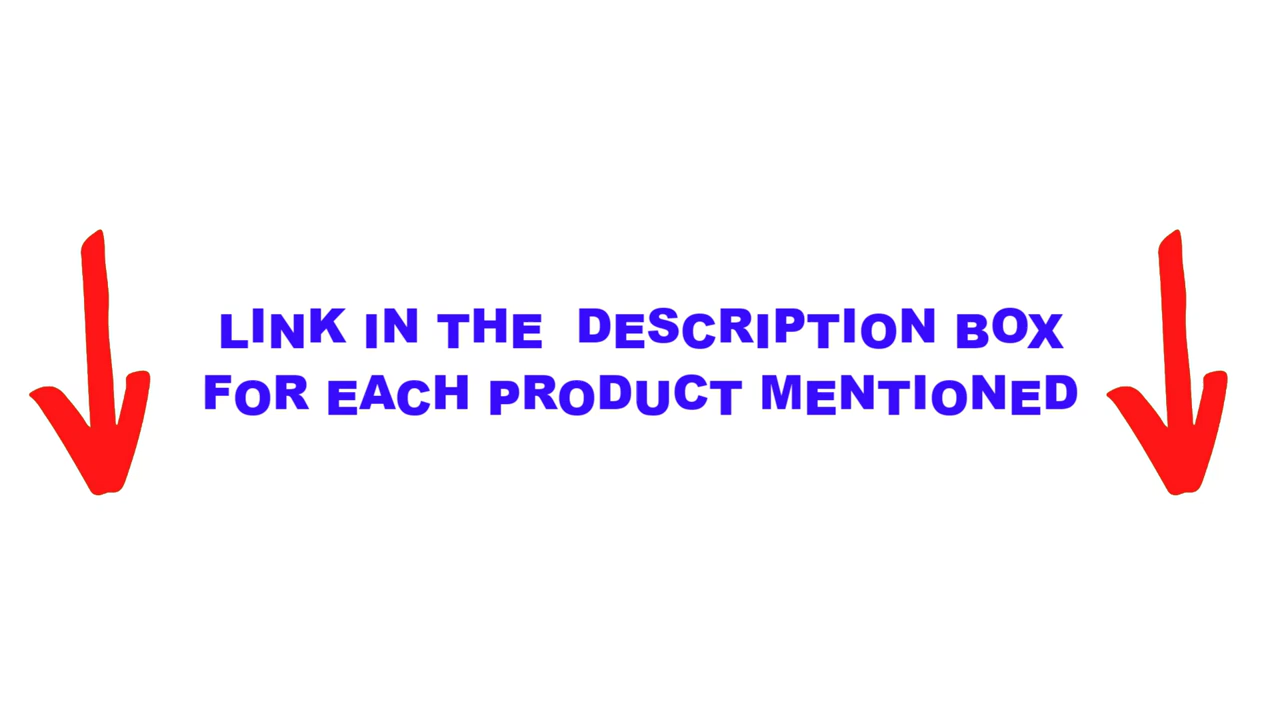 LINK IN THE DESCRIPTION BOX
FOR EACH PRODUCT MENTIONED